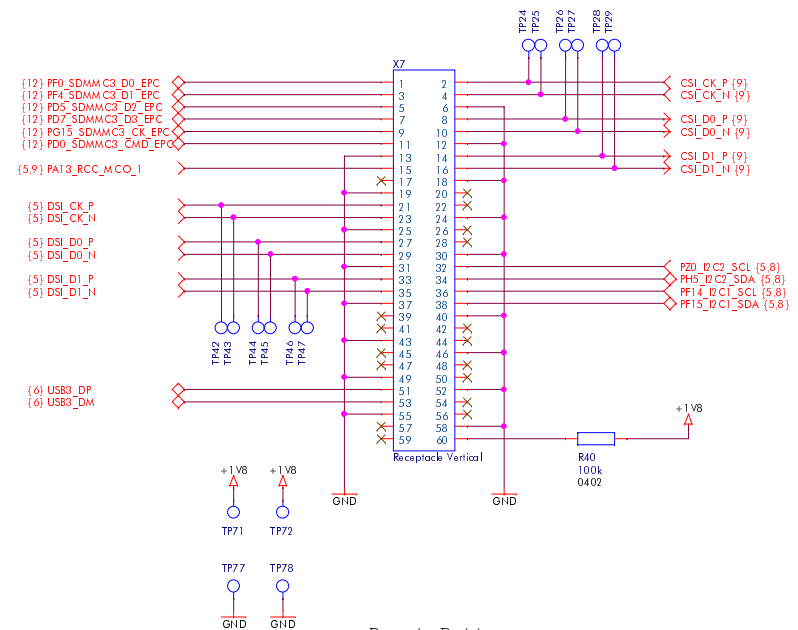 TP24 TP25 TP26 TP27 TP28 TP29
X7
{12} PF0_SDMMC3_D0_EPC 1 2 CSI_CK_P {9}
{12} PF4_SDMMC3_D1_EPC 3 4 CSI_CK_N {9}
{12} PD5_SDMMC3_D2_EPC 5 6
{12} PD7_SDMMC3_D3_EPC 7 8 CSI_D0_P {9}
{12} PG15_SDMMC3_CK_EPC 9 10 CSI_D0_N {9}
{12} PD0_SDMMC3_CMD_EPC 11 12
13 14 CSI_D1_P {9}
{5,9} PA13_RCC_MCO_1 15 16 CSI_D1_N {9}
17 18
19 20
{5} DSI_CK_P 21 22
{5} DSI_CK_N 23 24
25 26
{5} DSI_D0_P 27 28
{5} DSI_D0_N 29 30
31 32 PZ0_I2C2_SCL {5,8}
{5} DSI_D1_P 33 34 PH5_I2C2_SDA {5,8}
{5} DSI_D1_N 35 36 PF14_I2C1_SCL {5,8}
37 38 PF15_I2C1_SDA {5,8}
39 40
41 42
43 44
TP42 TP43 TP44 TP45 TP46 TP47
45 46
47 48
49 50
{6} USB3_DP 51 52
{6} USB3_DM 53 54
55 56
57 58
59 60
+1V8
Receptacle Vertical
R40
100k
0402
+1V8 +1V8
GND GND
TP71 TP72
TP77 TP78
GND GND